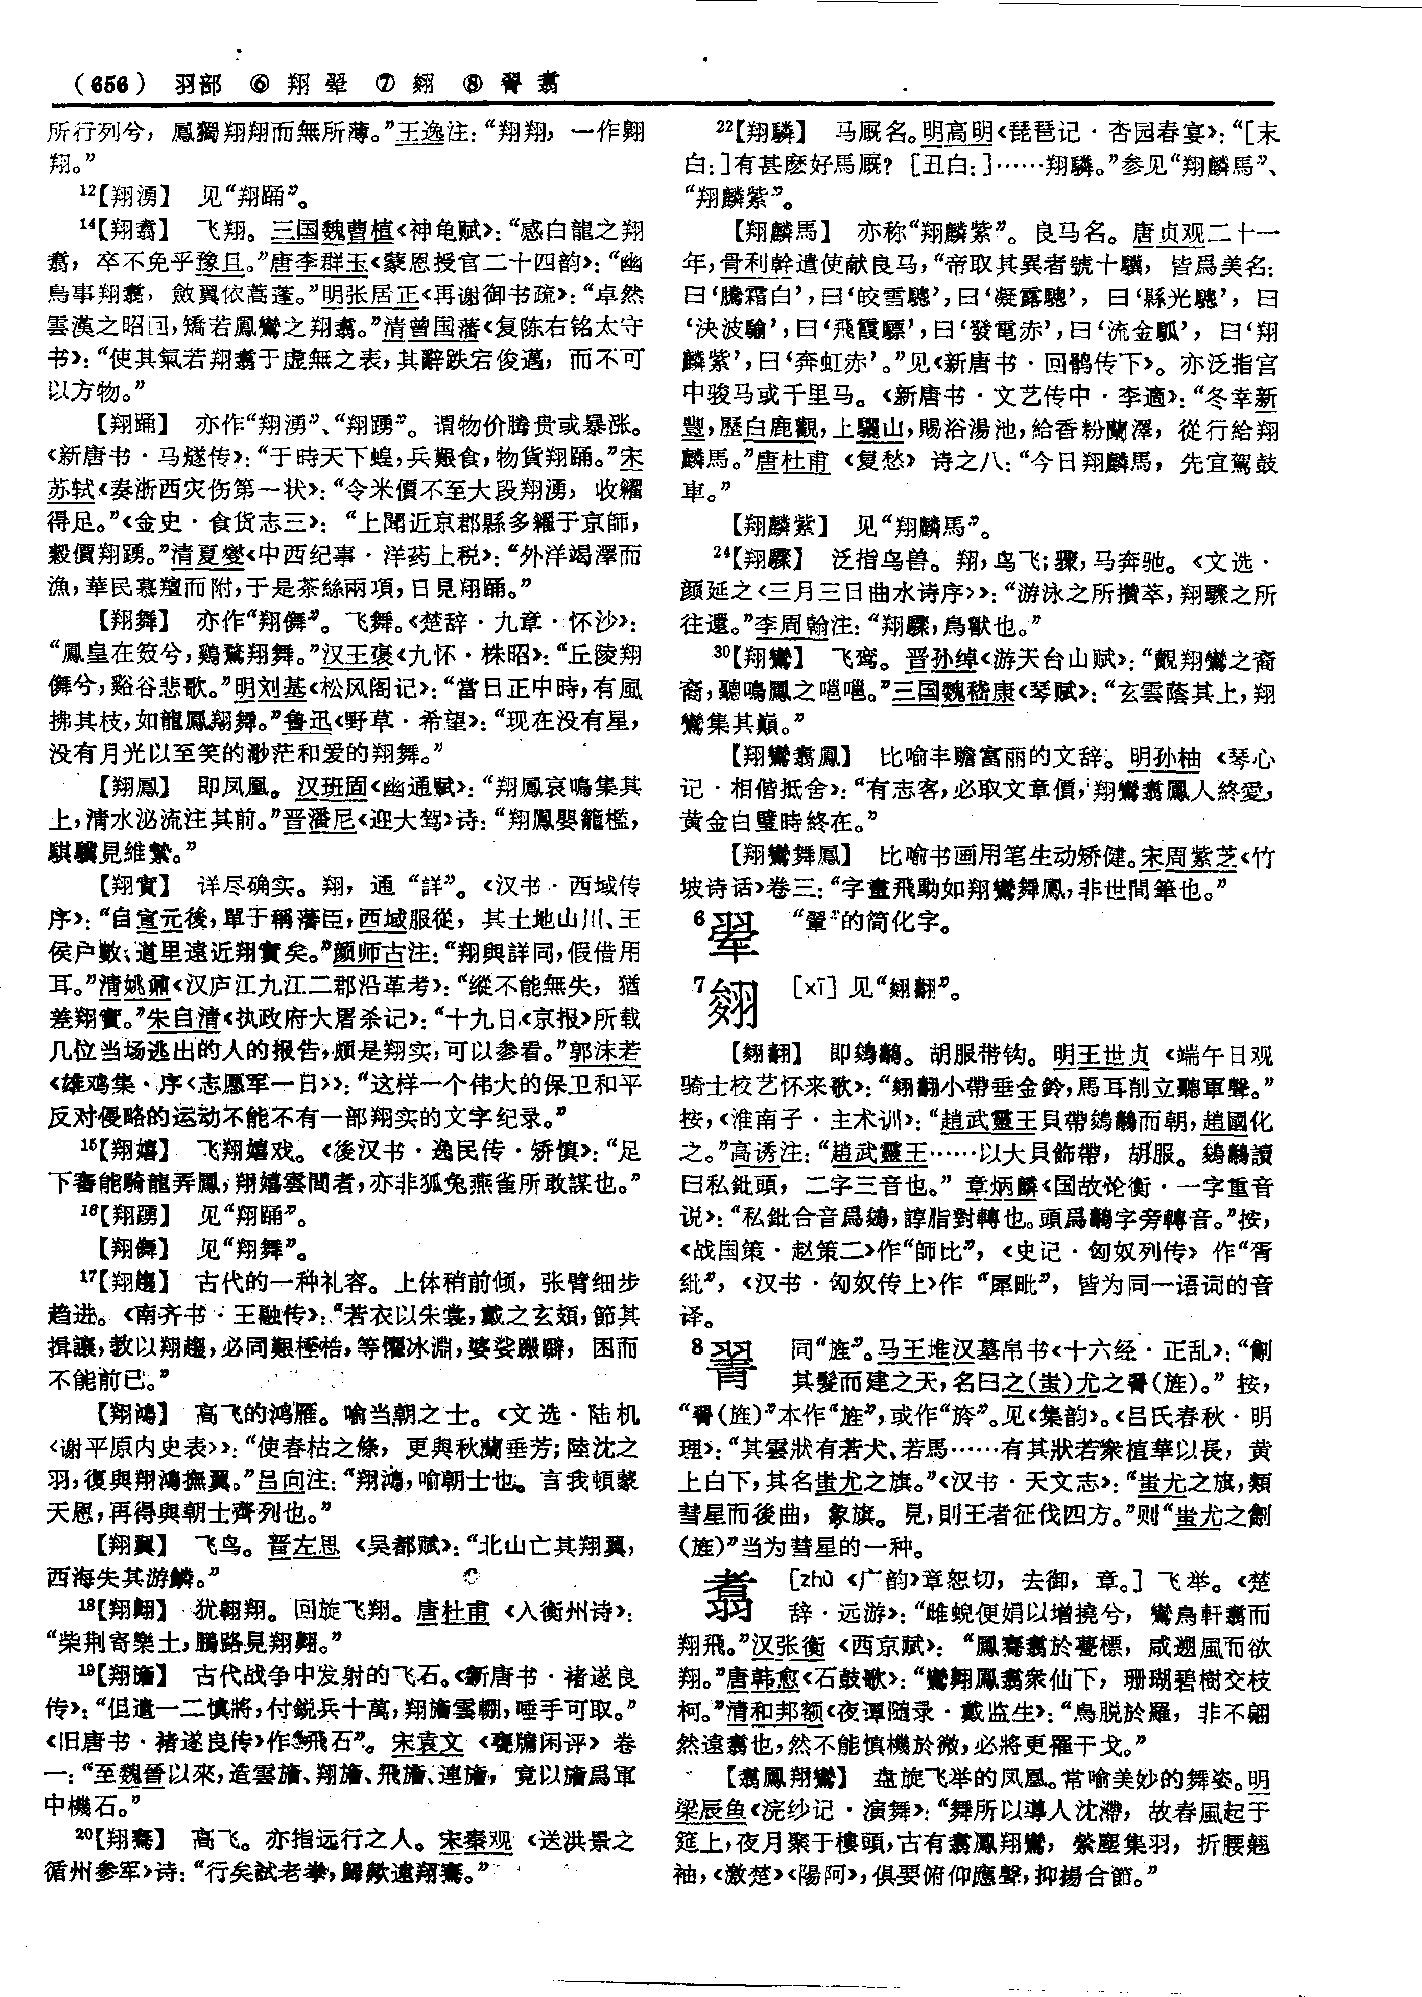 （656） 羽部 ⑥ 翔 翚 ⑦ 翖 ⑧ 㫋 翥
所行列兮，鳳獨翔翔而無所薄。”王逸注：“翔翔，一作翺
翔。”
12【翔湧】 见“翔踊”。
14【翔翥】 飞翔。三国魏曹植《神龟赋》：“感白龍之翔
翥，卒不免乎豫且。”唐李群玉《蒙恩授官二十四韵》：“幽
鳥事翔翥，斂翼依蒿蓬。”明张居正《再谢御书疏》：“卓然
雲漢之昭回，矯若鳳鸞之翔翥。”清曾国藩《复陈右铭太守
书》：“使其氣若翔翥于虚無之表，其辭跌宕俊邁，而不可
以方物。”
【翔踊】 亦作“翔湧”、“翔踴”。谓物价腾贵或暴涨。
《新唐书·马燧传》：“于時天下蝗，兵艱食，物貨翔踊。”宋
苏轼《奏浙西灾伤第一状》：“令米價不至大段翔湧，收糴
得足。”《金史·食货志三》：“上聞近京郡縣多糴于京師，
穀價翔踴。”清夏燮《中西纪事·洋药上税》：“外洋竭澤而
漁，華民慕羶而附，于是茶絲兩項，日見翔踊。”
【翔舞】 亦作“翔儛”。飞舞。《楚辞·九章·怀沙》：
“鳳皇在笯兮，鷄鶩翔舞。”汉王褒《九怀·株昭》：“丘陵翔
儛兮，谿谷悲歌。”明刘基《松风阁记》：“當日正中時，有風
拂其枝，如龍鳳翔舞。”鲁迅《野草·希望》：“现在没有星，
没有月光以至笑的渺茫和爱的翔舞。”
【翔鳳】 即凤凰。汉班固《幽通赋》：“翔鳳哀鳴集其
上，清水泌流注其前。”晋潘尼《迎大驾》诗：“翔鳳嬰籠檻，
騏驥見維縶。”
【翔實】 详尽确实。翔，通“詳”。《汉书·西域传
序》：“自宣元後，單于稱藩臣，西域服從，其土地山川、王
侯户數、道里遠近翔實矣。”颜师古注：“翔與詳同，假借用
耳。”清姚鼐《汉庐江九江二郡沿革考》：“縱不能無失，猶
差翔實。”朱自清《执政府大屠杀记》：“十九日《京报》所载
几位当场逃出的人的报告，颇是翔实，可以参看。”郭沫若
《雄鸡集·序〈志愿军一日〉》：“这样一个伟大的保卫和平
反对侵略的运动不能不有一部翔实的文字纪录。”
15【翔嬉】 飞翔嬉戏。《後汉书·逸民传·矫慎》：“足
下審能騎龍弄鳳，翔嬉雲間者，亦非狐兔燕雀所敢謀也。”
16【翔踴】 见“翔踊”。
【翔儛】 见“翔舞”。
17【翔趨】 古代的一种礼容。上体稍前倾，张臂细步
趋进。《南齐书·王融传》：“若衣以朱裳，戴之玄頍，節其
揖讓，教以翔趨，必同艱桎梏，等懼冰淵，婆娑蹢躃，困而
不能前已。”
【翔鴻】 高飞的鸿雁。喻当朝之士。《文选·陆机
〈谢平原内史表〉》：“使春枯之條，更與秋蘭垂芳；陸沈之
羽，復與翔鴻撫翼。”吕向注：“翔鴻，喻朝士也。言我頓蒙
天恩，再得與朝士齊列也。”
【翔翼】 飞鸟。晋左思《吴都赋》：“北山亡其翔翼，
西海失其游鱗。”
18【翔翺】 犹翱翔。回旋飞翔。唐杜甫《入衡州诗》：
“柴荆寄樂土，鵬路見翔翺。”
19【翔旝】 古代战争中发射的飞石。《新唐书·褚遂良
传》：“但遣一二慎將，付鋭兵十萬，翔旝雲輣，唾手可取。”
《旧唐书·褚遂良传》作“飛石”。宋袁文《甕牖闲评》卷
一：“至魏晉以來，造雲旝、翔旝、飛旝、連旝，竟以旝爲軍
中機石。”
20【翔鶱】 高飞。亦指远行之人。宋秦观《送洪景之
循州参军》诗：“行矣試老拳，歸歟遠翔鶱。”
22【翔驎】 马厩名。明高明《琵琶记·杏园春宴》：“［末
白：］有甚麽好馬厩？［丑白：］……翔驎。”参见“翔麟馬”、
“翔麟紫”。
【翔麟馬】 亦称“翔麟紫”。良马名。唐贞观二十一
年，骨利幹遣使献良马，“帝取其異者號十驥，皆爲美名：
曰‘騰霜白’，曰‘皎雪驄’，曰‘凝露驄’，曰‘縣光驄’，曰
‘決波騟’，曰‘飛霞驃’，曰‘發電赤’，曰‘流金䯄’，曰‘翔
麟紫’，曰‘奔虹赤’。”见《新唐书·回鹘传下》。亦泛指宫
中骏马或千里马。《新唐书·文艺传中·李適》：“冬幸新
豐，歷白鹿觀，上驪山，賜浴湯池，給香粉蘭澤，從行給翔
麟馬。”唐杜甫《复愁》诗之八：“今日翔麟馬，先宜駕鼓
車。”
【翔麟紫】 见“翔麟馬”。
24【翔驟】 泛指鸟兽。翔，鸟飞；骤，马奔驰。《文选·
颜延之〈三月三日曲水诗序〉》：“游泳之所攢萃，翔驟之所
往還。”李周翰注：“翔驟，鳥獸也。”
30【翔鸞】 飞鸾。晋孙绰《游天台山赋》：“覿翔鸞之裔
裔，聽鳴鳳之嗈嗈。”三国魏嵇康《琴赋》：“玄雲蔭其上，翔
鸞集其巔。”
【翔鸞翥鳳】 比喻丰赡富丽的文辞。明孙柚《琴心
记·相偕抵舍》：“有志客，必取文章價，翔鸞翥鳳人終愛，
黄金白璧時終在。”
【翔鸞舞鳳】 比喻书画用笔生动矫健。宋周紫芝《竹
坡诗话》卷三：“字畫飛動如翔鸞舞鳳，非世間筆也。”
6 翚 “翬”的简化字。
7 翖 ［xī］见“翖翻”。
【翖翻】 即鵕鸃。胡服带钩。明王世贞《端午日观
骑士校艺怀来歌》：“翖翻小帶垂金鈴，馬耳削立聽軍聲。”
按，《淮南子·主术训》：“趙武靈王貝帶鵕鸃而朝，趙國化
之。”高诱注：“趙武靈王……以大貝飾帶，胡服。鵕鸃讀
曰私鈚頭，二字三音也。”章炳麟《国故论衡·一字重音
说》：“私鈚合音爲鵕，諄脂對轉也。頭爲鸃字旁轉音。”按，
《战国策·赵策二》作“師比”，《史记·匈奴列传》作“胥
紕”，《汉书·匈奴传上》作“犀毗”，皆为同一语词的音
译。
8 同“旌”。马王堆汉墓帛书《十六经·正乱》：“劗
其髮而建之天，名曰之（蚩）尤之（旌）。”按，
“（旌）”本作“旌”，或作“旍”。见《集韵》。《吕氏春秋·明
理》：“其雲狀有若犬、若馬……有其狀若衆植華以長，黄
上白下，其名蚩尤之旗。”《汉书·天文志》：“蚩尤之旗，類
彗星而後曲，象旗。見，則王者征伐四方。”则“蚩尤之
（旌）”当为彗星的一种。
翥 ［zhù《广韵》章恕切，去御，章。］飞举。《楚
辞·远游》：“雌蜺便娟以增撓兮，鸞鳥軒翥而
翔飛。”汉张衡《西京赋》：“鳳騫翥於甍標，咸遡風而欲
翔。”唐韩愈《石鼓歌》：“鸞翱鳳翥衆仙下，珊瑚碧樹交枝
柯。”清和邦额《夜谭随录·戴监生》：“鳥脱於羅，非不翩
然遠翥也，然不能慎機於微，必將更罹干戈。”
【翥鳳翔鸞】 盘旋飞举的凤凰。常喻美妙的舞姿。明
梁辰鱼《浣纱记·演舞》：“舞所以導人沈滯，故春風起于
筵上，夜月聚于樓頭，古有翥鳳翔鸞，縈塵集羽，折腰翹
袖，《激楚》《陽阿》，俱要俯仰應聲，抑揚合節。”